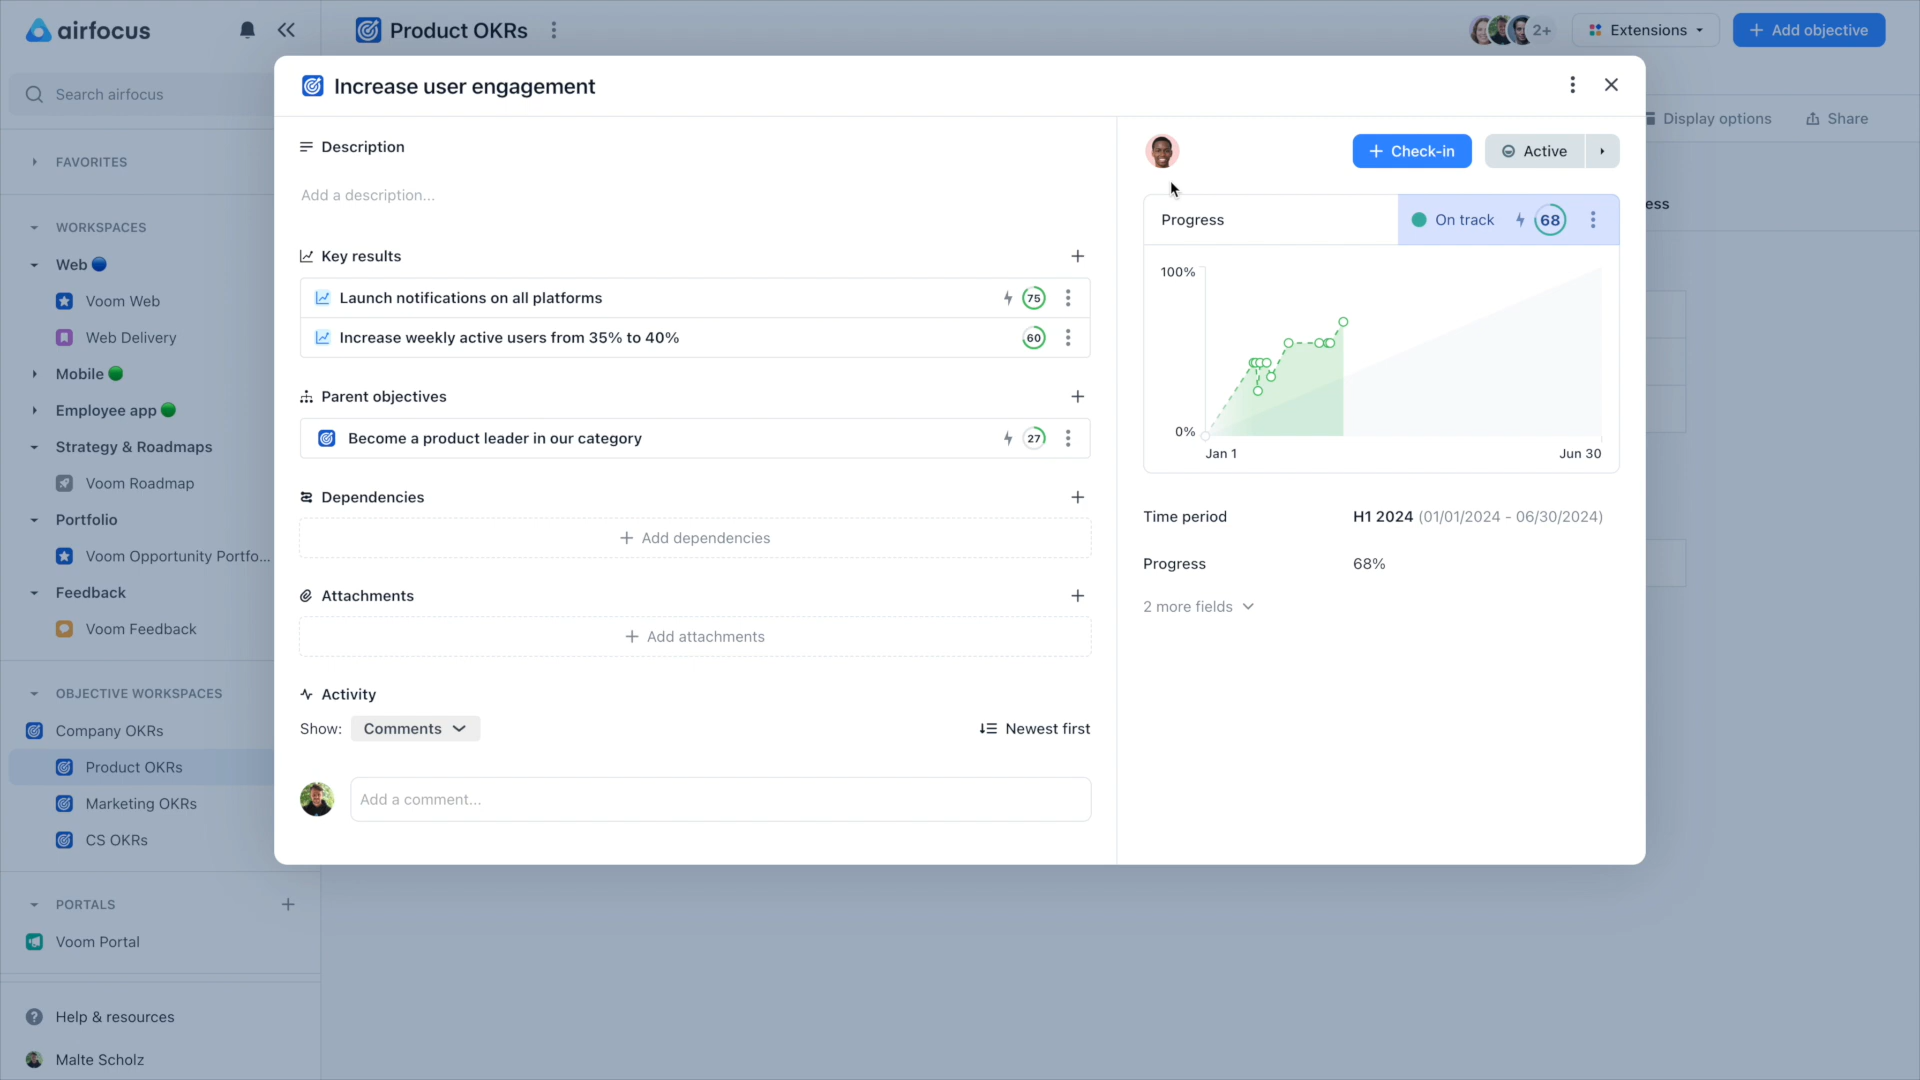 airfocus
Search airfocus
FAVORITES
WORKSPACES
Web
Voom Web
Web Delivery
Mobile
Employee app
Strategy & Roadmaps
Voom Roadmap
Portfolio
Voom Opportunity Portfo...
Feedback
Voom Feedback
OBJECTIVE WORKSPACES
Company OKRs
Product OKRs
Marketing OKRs
CS OKRs
PORTALS
Voom Portal
Help & resources
Malte Scholz
Product OKRs
2+
Extensions
Add objective
Display options
Share
ess
Increase user engagement
Description
Add a description...
Key results
Launch notifications on all platforms
75
Increase weekly active users from 35% to 40%
60
Parent objectives
Become a product leader in our category
27
Dependencies
Add dependencies
Attachments
Add attachments
Activity
Show: Comments
Newest first
Add a comment...
Check-in
Active
Progress
On track
68
100%
0%
Jan 1
Jun 30
Time period
H1 2024 (01/01/2024 - 06/30/2024)
Progress
68%
2 more fields